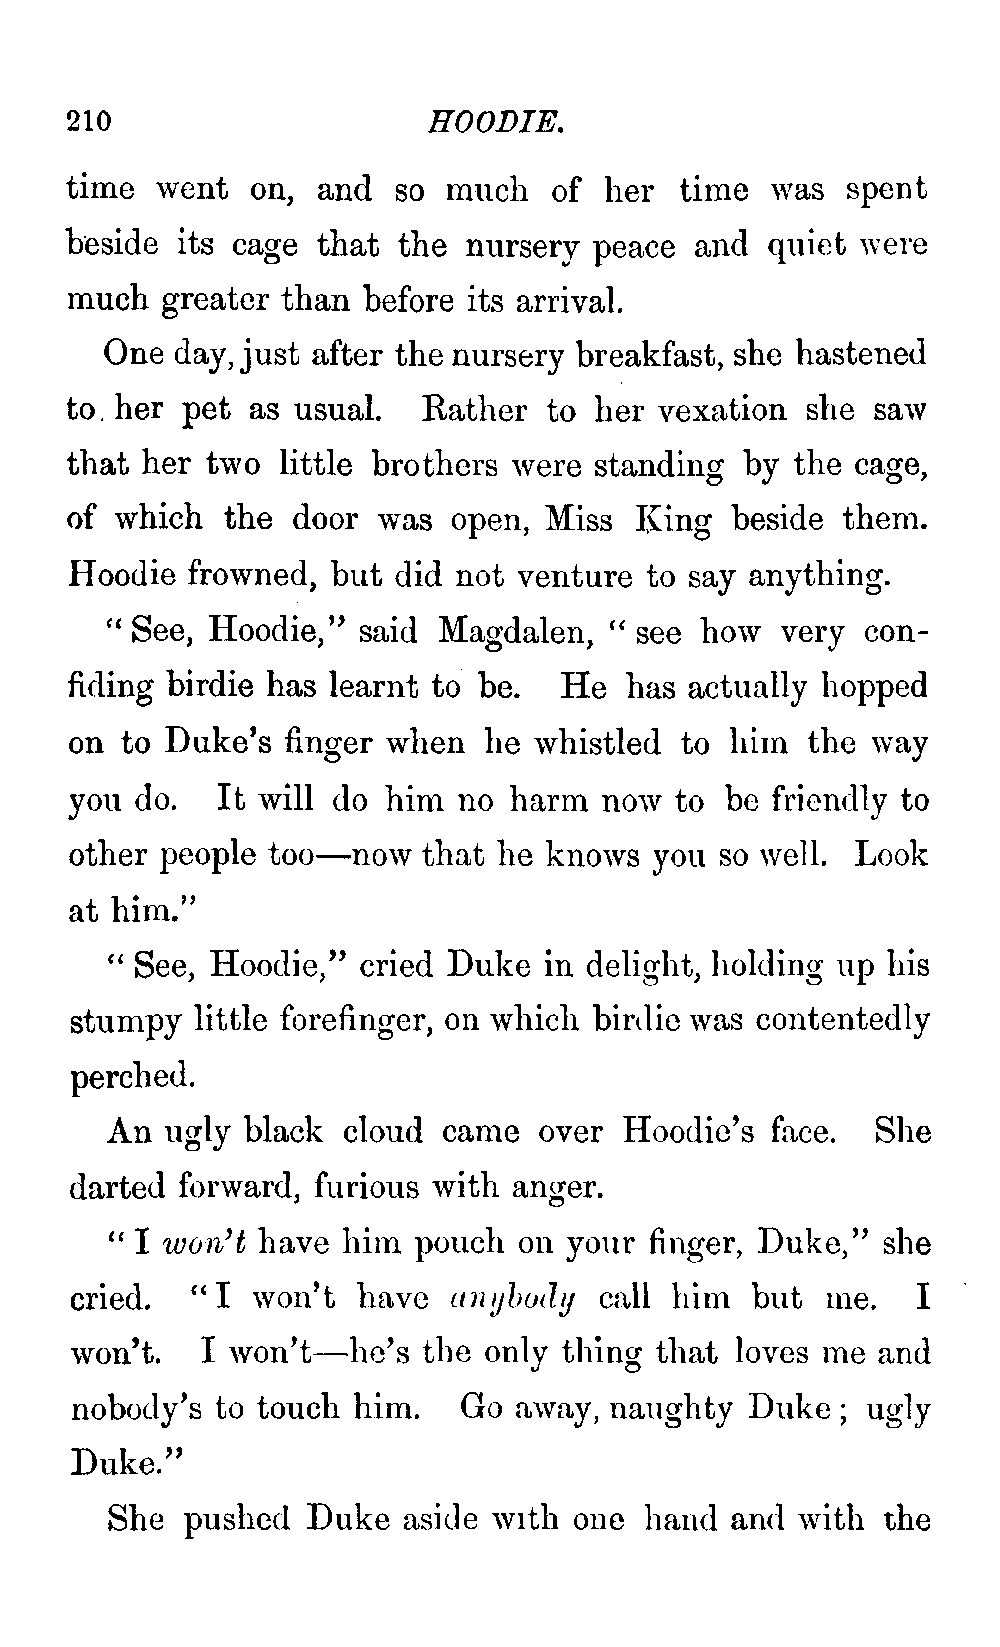 210 HOODIE.
time went on, and so much of her time was spent
beside its cage that the nursery peace and quiet were
much greater than before its arrival.
One day, just after the nursery breakfast, she hastened
to her pet as usual. Rather to her vexation she saw
that her two little brothers were standing by the cage,
of which the door was open, Miss King beside them.
Hoodie frowned, but did not venture to say anything.
“See, Hoodie,” said Magdalen, “see how very con-
fiding birdie has learnt to be. He has actually hopped
on to Duke’s finger when he whistled to him the way
you do. It will do him no harm now to be friendly to
other people too—now that he knows you so well. Look
at him.”
“See, Hoodie,” cried Duke in delight, holding up his
stumpy little forefinger, on which birdie was contentedly
perched.
An ugly black cloud came over Hoodie’s face. She
darted forward, furious with anger.
“I won’t have him pouch on your finger, Duke,” she
cried. “I won’t have anybody call him but me. I
won’t. I won’t—he’s the only thing that loves me and
nobody’s to touch him. Go away, naughty Duke; ugly
Duke.”
She pushed Duke aside with one hand and with the